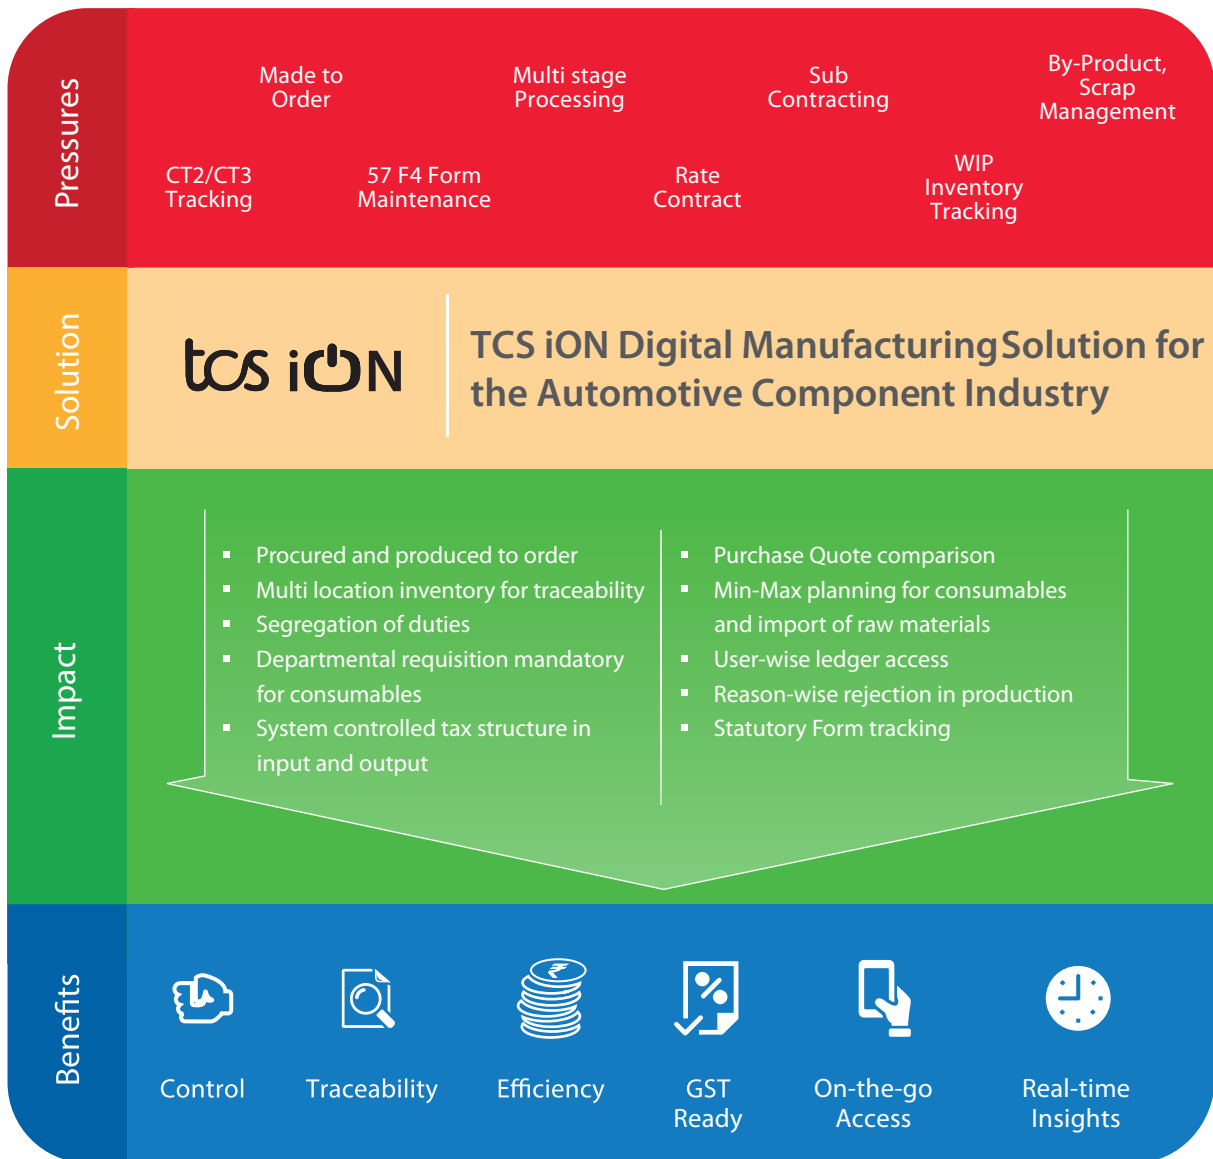 Pressures
Made to
Order
Multi stage
Processing
Sub
Contracting
By-Product,
Scrap
Management
CT2/CT3
Tracking
57 F4 Form
Maintenance
Rate
Contract
WIP
Inventory
Tracking
Solution
tcs iON
TCS iON Digital Manufacturing Solution for
the Automotive Component Industry
Impact
▪ Procured and produced to order
▪ Multi location inventory for traceability
▪ Segregation of duties
▪ Departmental requisition mandatory
for consumables
▪ System controlled tax structure in
input and output
▪ Purchase Quote comparison
▪ Min-Max planning for consumables
and import of raw materials
▪ User-wise ledger access
▪ Reason-wise rejection in production
▪ Statutory Form tracking
Benefits
₹
%
Control
Traceability
Efficiency
GST
Ready
On-the-go
Access
Real-time
Insights